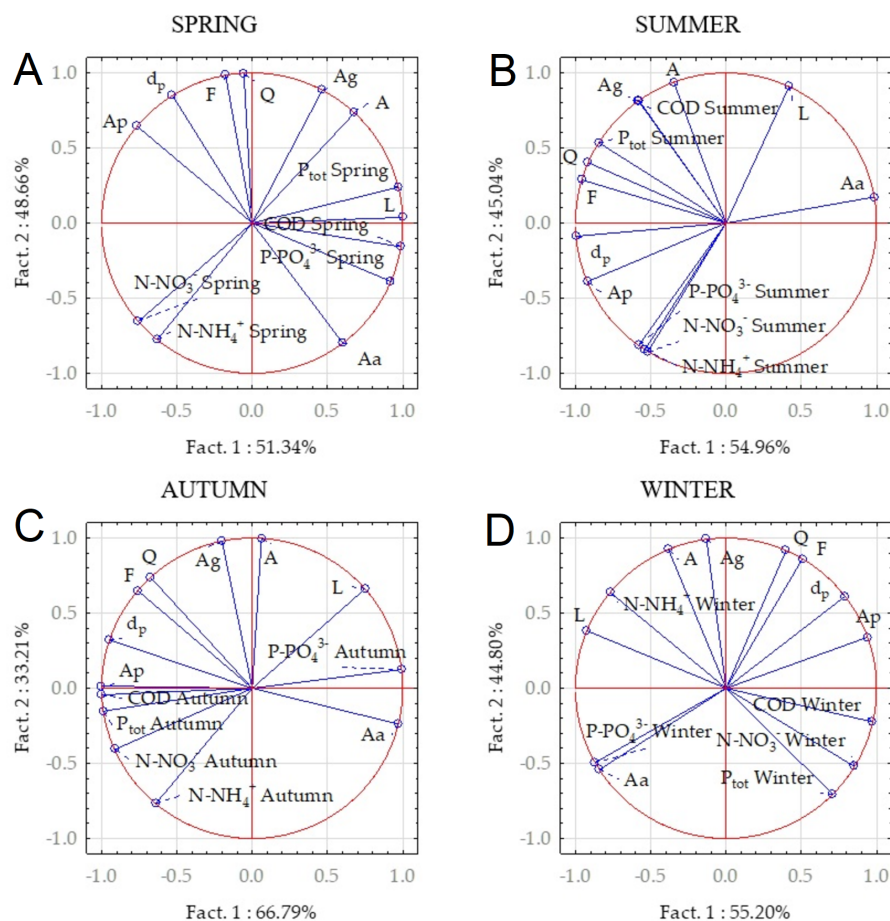 SPRING
A
1.0
0.5
0.0
-0.5
-1.0
Fact. 2 : 48.66%
dp
F
Q
Ag
A
Ap
Ptot Spring
L
COD Spring
P-PO₄³⁻ Spring
N-NO₃⁻ Spring
N-NH₄⁺ Spring
Aa
-1.0 -0.5 0.0 0.5 1.0
Fact. 1 : 51.34%
SUMMER
B
1.0
0.5
0.0
-0.5
-1.0
Fact. 2 : 45.04%
A
Ag
COD Summer
L
Ptot Summer
Q
Aa
F
dp
Ap
P-PO₄³⁻ Summer
N-NO₃⁻ Summer
N-NH₄⁺ Summer
-1.0 -0.5 0.0 0.5 1.0
Fact. 1 : 54.96%
AUTUMN
C
1.0
0.5
0.0
-0.5
-1.0
Fact. 2 : 33.21%
Q
Ag
A
F
L
dp
P-PO₄³⁻ Autumn
Ap
COD Autumn
Ptot Autumn
Aa
N-NO₃⁻ Autumn
N-NH₄⁺ Autumn
-1.0 -0.5 0.0 0.5 1.0
Fact. 1 : 66.79%
WINTER
D
1.0
0.5
0.0
-0.5
-1.0
Fact. 2 : 44.80%
A
Ag
Q
F
N-NH₄⁺ Winter
dp
L
Ap
COD Winter
P-PO₄³⁻ Winter
N-NO₃⁻ Winter
Aa
Ptot Winter
-1.0 -0.5 0.0 0.5 1.0
Fact. 1 : 55.20%